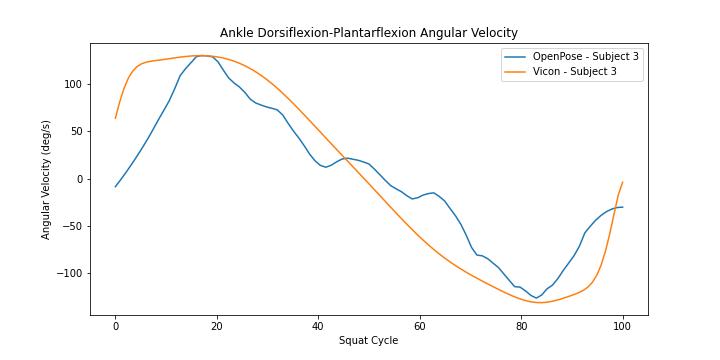 Ankle Dorsiflexion-Plantarflexion Angular Velocity
OpenPose - Subject 3
Vicon - Subject 3
Angular Velocity (deg/s)
100
50
0
−50
−100
0 20 40 60 80 100
Squat Cycle